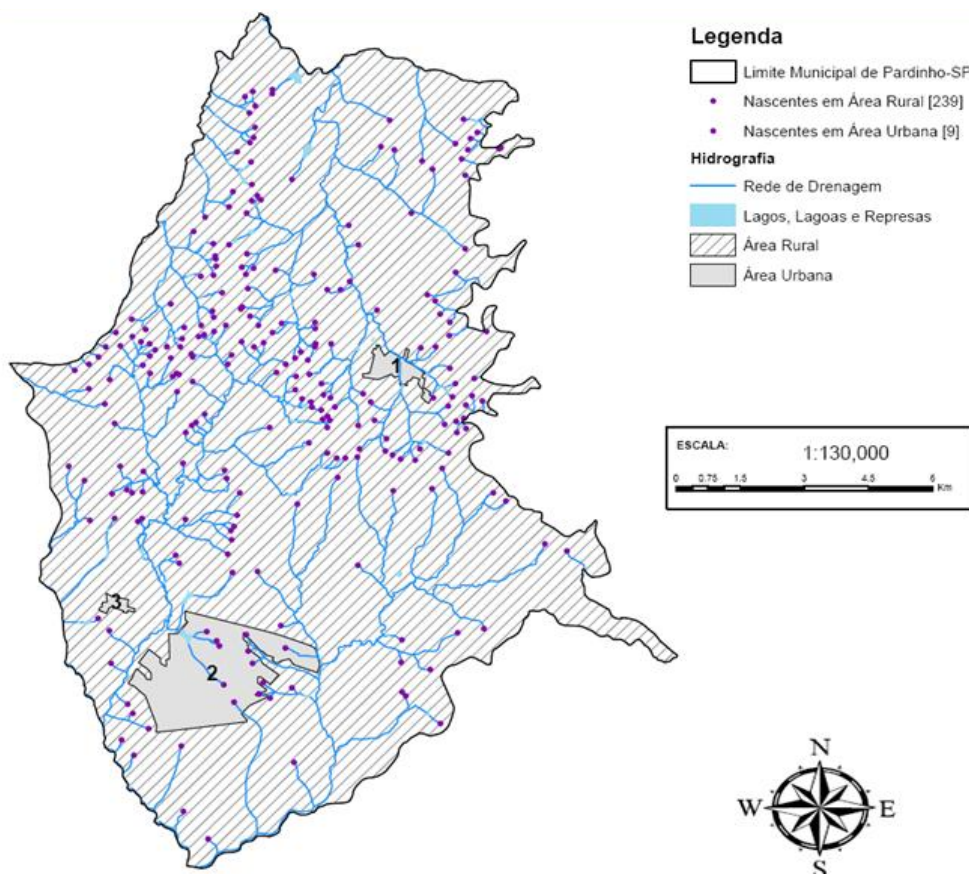 Legenda
Limite Municipal de Pardinho-SP
Nascentes em Área Rural [239]
Nascentes em Área Urbana [9]
Hidrografia
Rede de Drenagem
Lagos, Lagoas e Represas
Área Rural
Área Urbana
1
ESCALA:
1:130,000
0 0.75 1.5 3 4.5 6
Km
3
2
N
W E
S